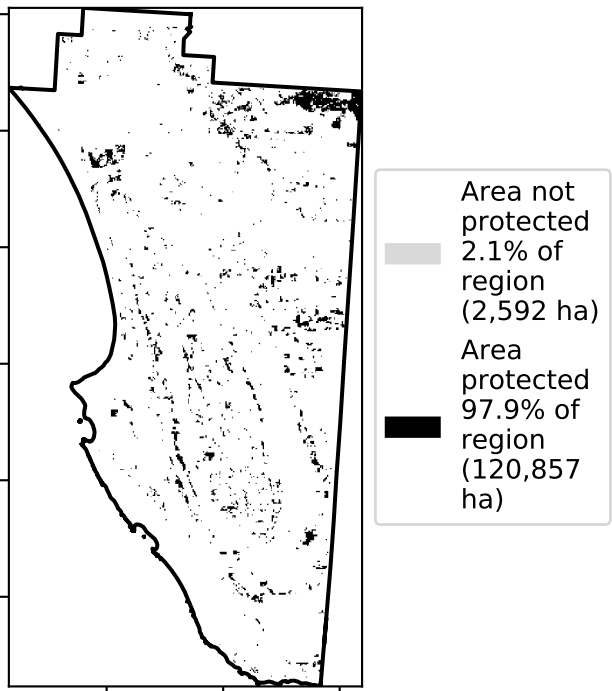 Area not
protected
2.1% of
region
(2,592 ha)
Area
protected
97.9% of
region
(120,857
ha)